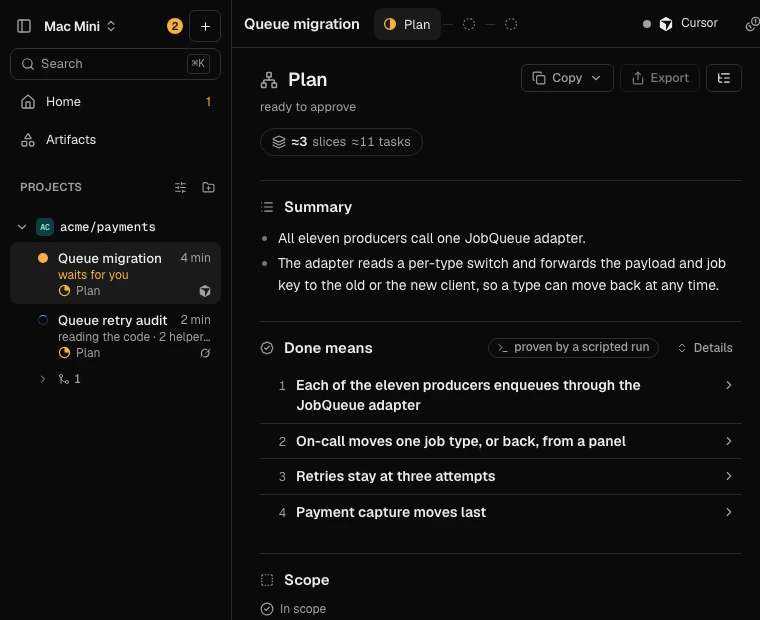 Mac Mini
2
+
Search
⌘K
Home
1
Artifacts
PROJECTS
AC
acme/payments
Queue migration
4 min
waits for you
Plan
Queue retry audit
2 min
reading the code · 2 helper...
Plan
1
Queue migration
Plan
Cursor
Plan
Copy
Export
ready to approve
≈3 slices ≈11 tasks
Summary
All eleven producers call one JobQueue adapter.
The adapter reads a per-type switch and forwards the payload and job
key to the old or the new client, so a type can move back at any time.
Done means
proven by a scripted run
Details
1 Each of the eleven producers enqueues through the
JobQueue adapter
2 On-call moves one job type, or back, from a panel
3 Retries stay at three attempts
4 Payment capture moves last
Scope
In scope